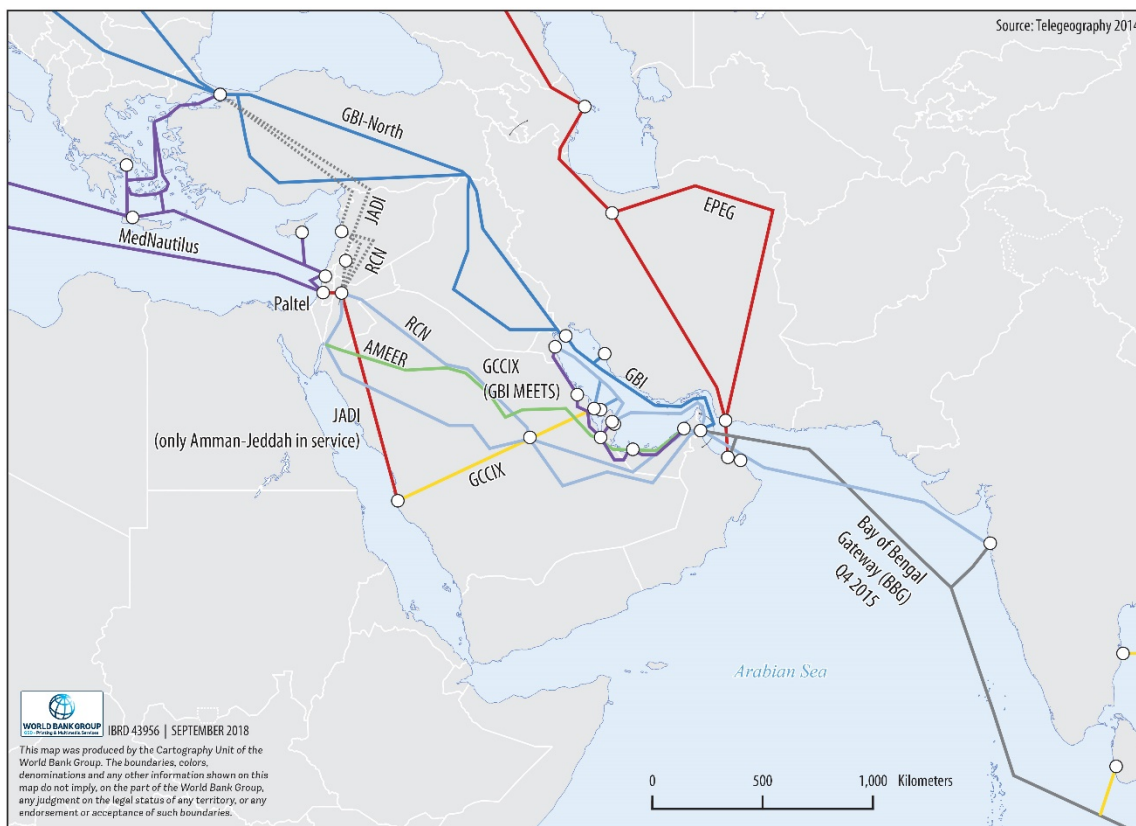 Source: Telegeography 2014
GBI-North
JADI
RCN
EPEG
MedNautilus
Paltel
RCN
AMEER
GCCIX
(GBI MEETS)
GBI
JADI
(only Amman-Jeddah in service)
GCCIX
Bay of Bengal
Gateway (BBG)
Q4 2015
Arabian Sea
WORLD BANK GROUP
GSD - Printing & Multimedia Services
IBRD 43956 | SEPTEMBER 2018
This map was produced by the Cartography Unit of the
World Bank Group. The boundaries, colors,
denominations and any other information shown on this
map do not imply, on the part of the World Bank Group,
any judgment on the legal status of any territory, or any
endorsement or acceptance of such boundaries.
0 500 1,000 Kilometers